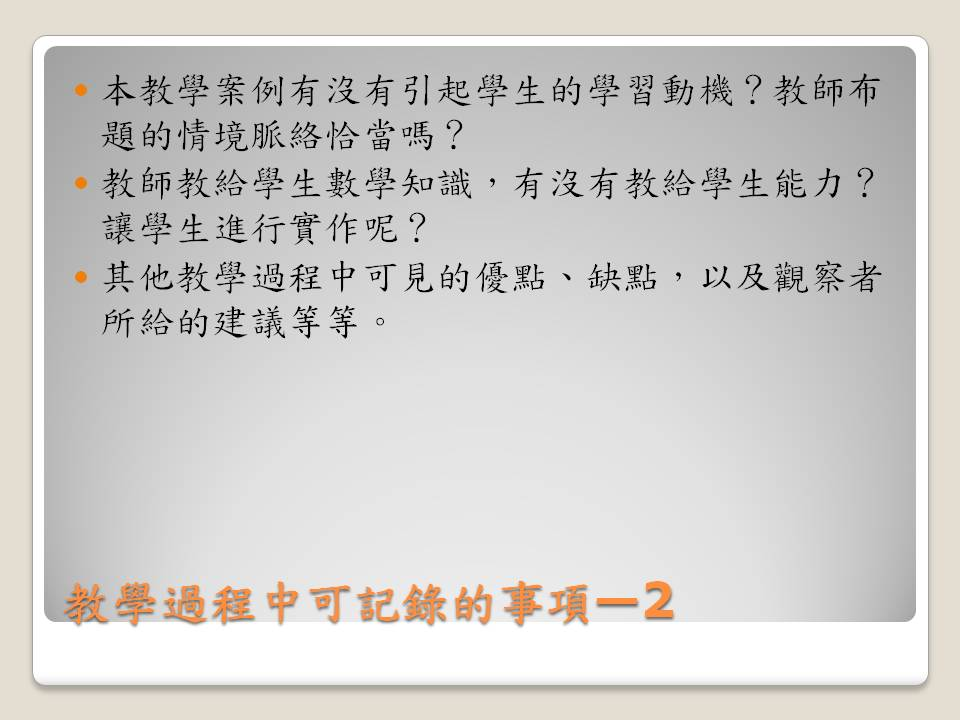 本教學案例有沒有引起學生的學習動機？教師布
題的情境脈絡恰當嗎？
教師教給學生數學知識，有沒有教給學生能力？
讓學生進行實作呢？
其他教學過程中可見的優點、缺點，以及觀察者
所給的建議等等。
教學過程中可記錄的事項—2